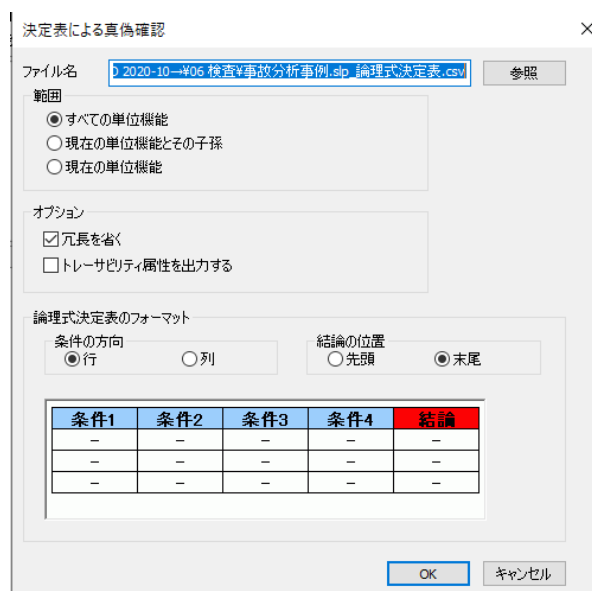 決定表による真偽確認
ファイル名 2020-10→¥06 検査¥事故分析事例.slp_論理式決定表.csv 参照
範囲
すべての単位機能
現在の単位機能とその子孫
現在の単位機能
オプション
冗長を省く
トレーサビリティ属性を出力する
論理式決定表のフォーマット
条件の方向 結論の位置
行 列 先頭 末尾
条件1 条件2 条件3 条件4 結論
– – – – –
– – – – –
– – – – –
OK キャンセル